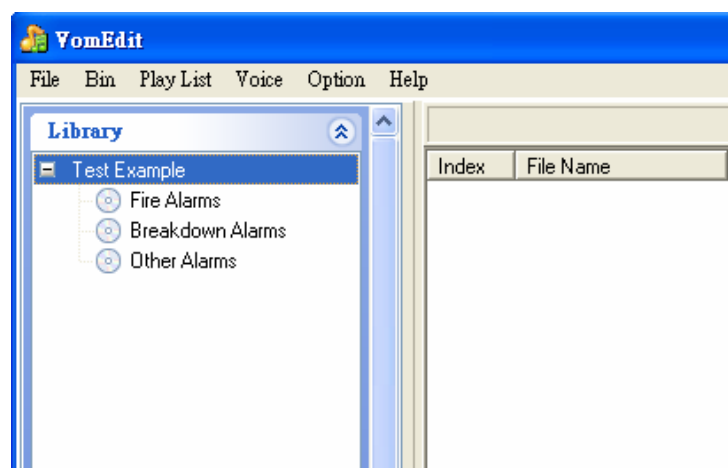 YomEdit
File Bin Play List Voice Option Help
Library
Test Example
Fire Alarms
Breakdown Alarms
Other Alarms
Index File Name